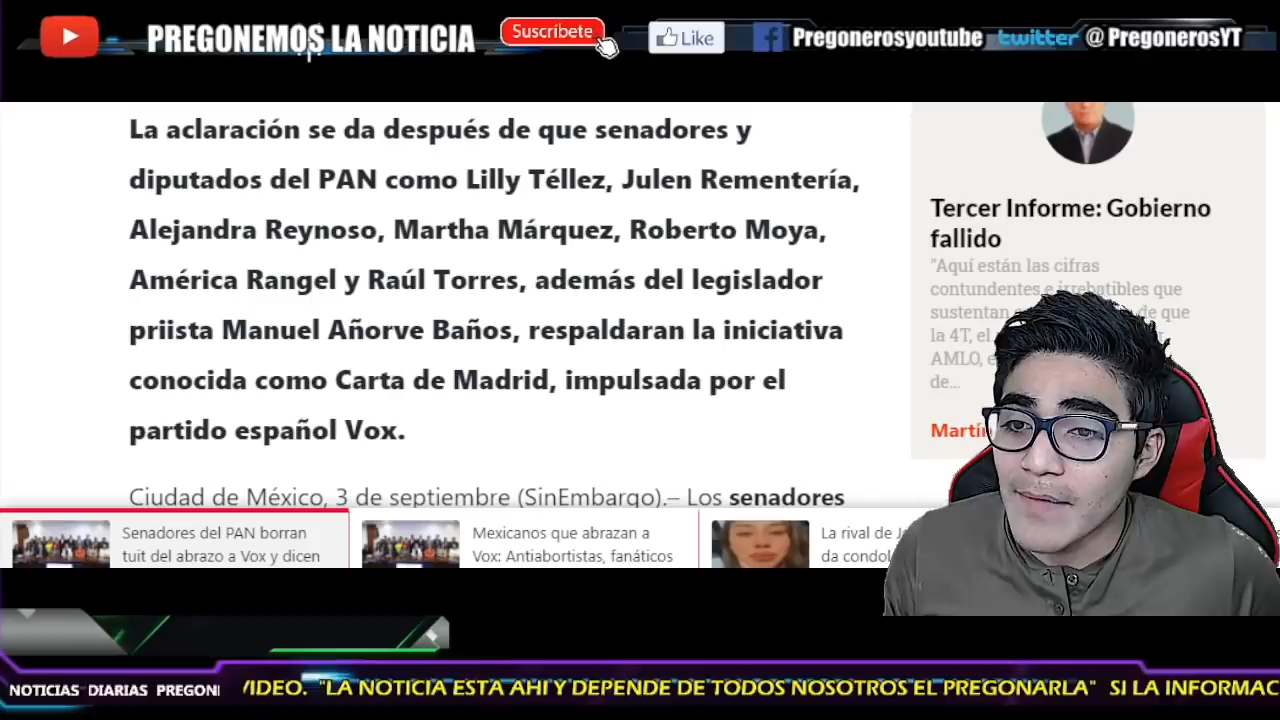 PREGONEMOS LA NOTICIA
Suscríbete
Like
Pregonerosyoutube
twitter @PregonerosYT
La aclaración se da después de que senadores y
diputados del PAN como Lilly Téllez, Julen Rementería,
Alejandra Reynoso, Martha Márquez, Roberto Moya,
América Rangel y Raúl Torres, además del legislador
priista Manuel Añorve Baños, respaldaran la iniciativa
conocida como Carta de Madrid, impulsada por el
partido español Vox.
Ciudad de México, 3 de septiembre (SinEmbargo).– Los senadores
Tercer Informe: Gobierno
fallido
"Aquí están las cifras
contundentes e irrebatibles que
sustentan de que
la 4T, el
AMLO, e
de...
Martín
Senadores del PAN borran
tuit del abrazo a Vox y dicen
Mexicanos que abrazan a
Vox: Antiabortistas, fanáticos
La rival de
da condol
NOTICIAS DIARIAS PREGONI
VIDEO. "LA NOTICIA ESTA AHI Y DEPENDE DE TODOS NOSOTROS EL PREGONARLA" SI LA INFORMAC